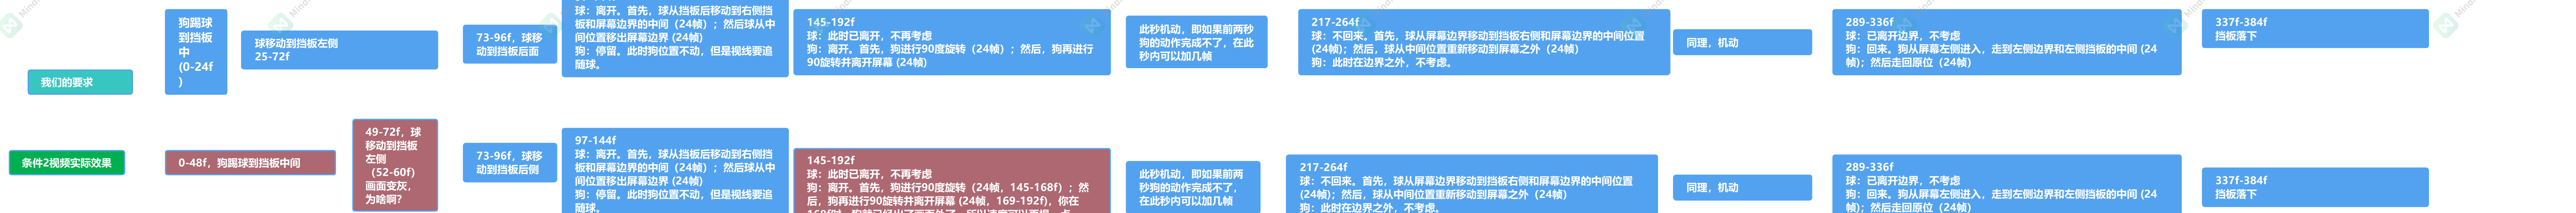 我们的要求
狗踢球
到挡板
中
(0-24f
)
球移动到挡板左侧
25-72f
73-96f，球移
动到挡板后面
球：离开。首先，球从挡板后移动到右侧挡
板和屏幕边界的中间（24帧）；然后球从中
间位置移出屏幕边界 (24帧)
狗：停留。此时狗位置不动，但是视线要追
随球。
145-192f
球：此时已离开，不再考虑
狗：离开。首先，狗进行90度旋转（24帧）；然后，狗再进行
90旋转并离开屏幕 (24帧)
此秒机动，即如果前两秒
狗的动作完成不了，在此
秒内可以加几帧
217-264f
球：不回来。首先，球从屏幕边界移动到挡板右侧和屏幕边界的中间位置
(24帧)；然后，球从中间位置重新移动到屏幕之外（24帧）
狗：此时在边界之外，不考虑。
同理，机动
289-336f
球：已离开边界，不考虑
狗：回来。狗从屏幕左侧进入，走到左侧边界和左侧挡板的中间 (24
帧)；然后走回原位（24帧）
337f-384f
挡板落下
条件2视频实际效果
0-48f，狗踢球到挡板中间
49-72f，球
移动到挡板
左侧
（52-60f）
画面变灰，
为啥啊？
73-96f，球移
动到挡板后侧
97-144f
球：离开。首先，球从挡板后移动到右侧挡
板和屏幕边界的中间（24帧）；然后球从中
间位置移出屏幕边界 (24帧)
狗：停留。此时狗位置不动，但是视线要追
随球。
145-192f
球：此时已离开，不再考虑
狗：离开。首先，狗进行90度旋转（24帧，145-168f）；然
后，狗再进行90旋转并离开屏幕 (24帧，169-192f)，你在
此秒机动，即如果前两
秒狗的动作完成不了，
在此秒内可以加几帧
217-264f
球：不回来。首先，球从屏幕边界移动到挡板右侧和屏幕边界的中间位置
(24帧)；然后，球从中间位置重新移动到屏幕之外（24帧）
狗：此时在边界之外，不考虑。
同理，机动
289-336f
球：已离开边界，不考虑
狗：回来。狗从屏幕左侧进入，走到左侧边界和左侧挡板的中间 (24
帧)；然后走回原位（24帧）
337f-384f
挡板落下